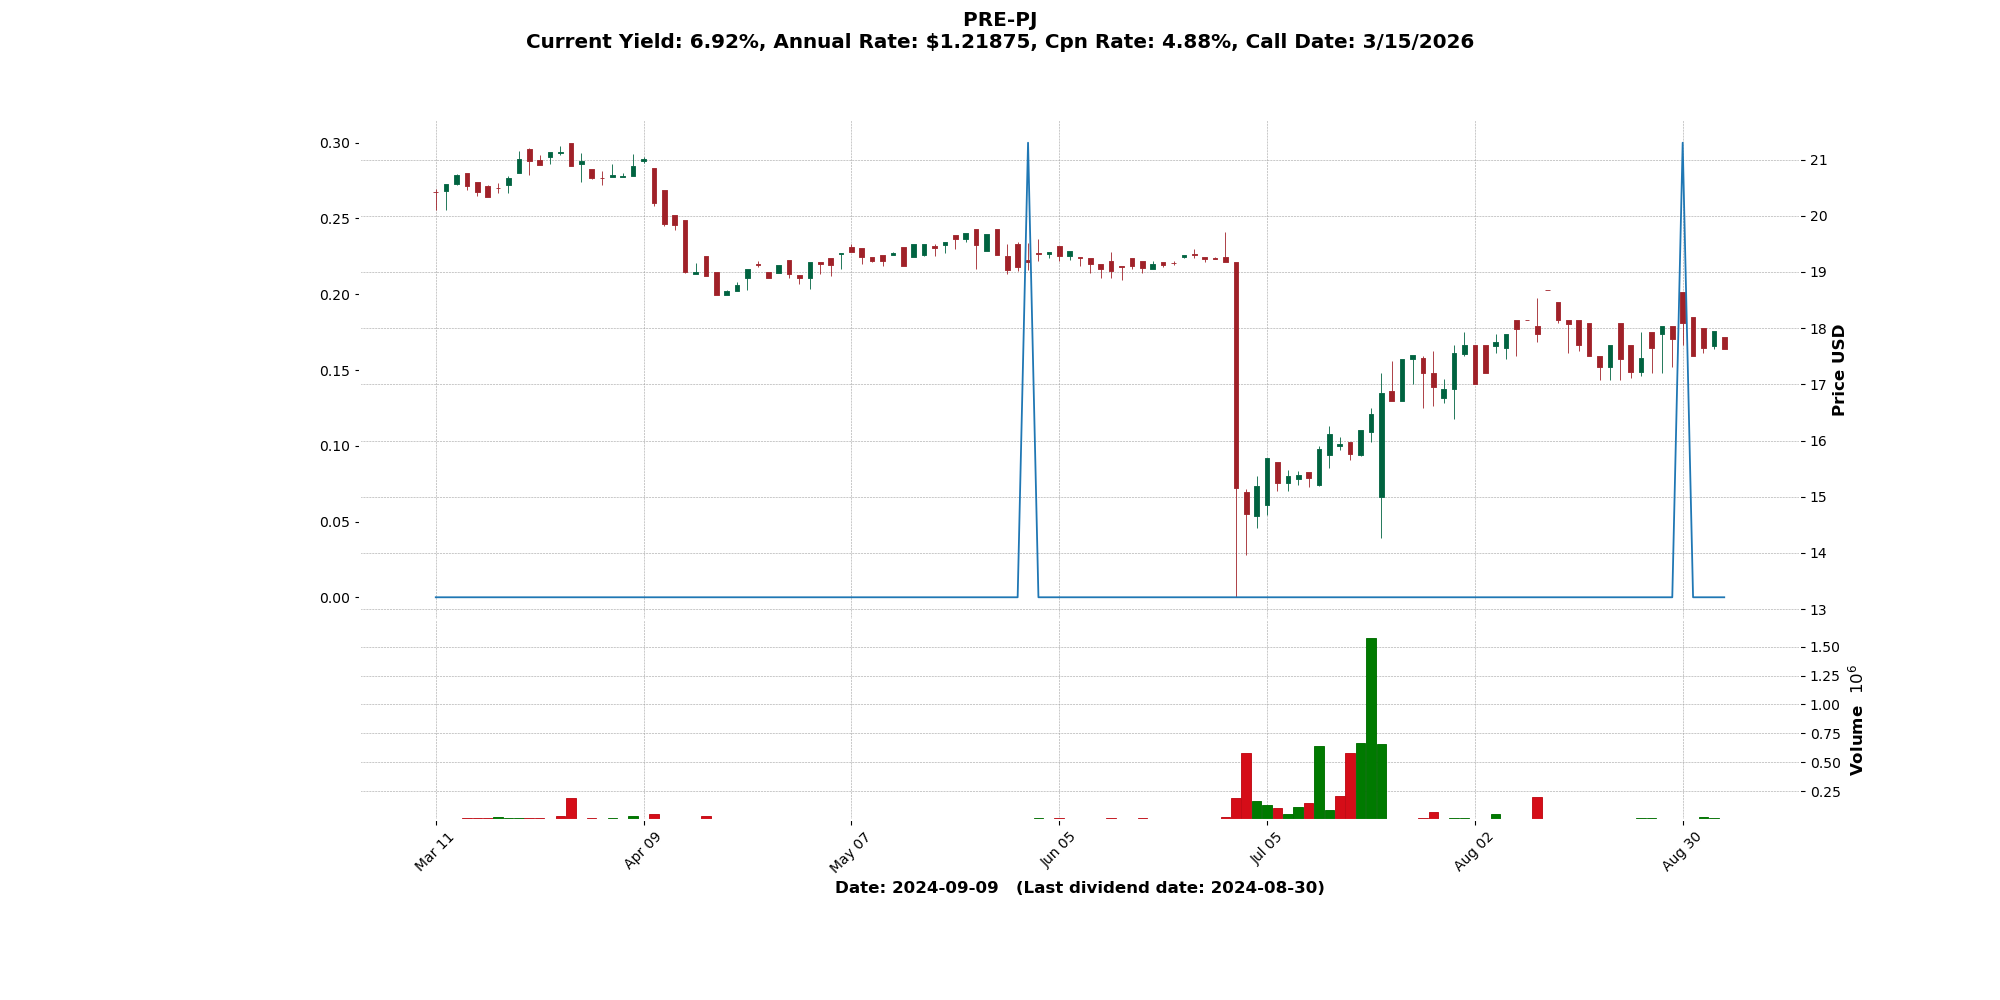 PRE-PJ
Current Yield: 6.92%, Annual Rate: $1.21875, Cpn Rate: 4.88%, Call Date: 3/15/2026
0.30
0.25
0.20
0.15
0.10
0.05
0.00
21
20
19
18
17
16
15
14
13
Price USD
1.50
1.25
1.00
0.75
0.50
0.25
Volume 10⁶
Mar 11
Apr 09
May 07
Jun 05
Jul 05
Aug 02
Aug 30
Date: 2024-09-09 (Last dividend date: 2024-08-30)